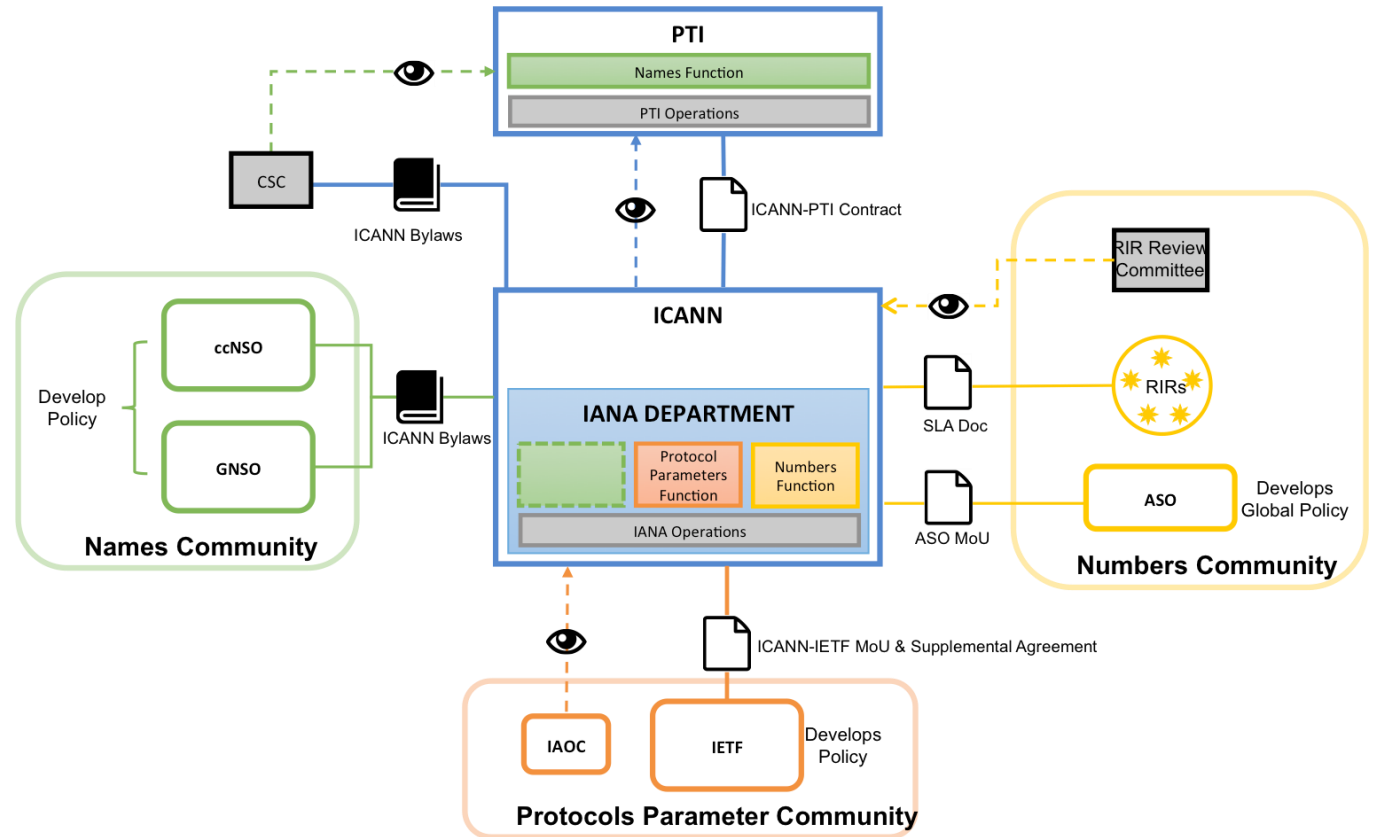 PTI
Names Function
PTI Operations
CSC
ICANN Bylaws
ICANN-PTI Contract
RIR Review
Committee
ICANN
ccNSO
Develop
Policy
GNSO
ICANN Bylaws
Names Community
IANA DEPARTMENT
Protocol
Parameters
Function
Numbers
Function
IANA Operations
SLA Doc
RIRs
ASO MoU
ASO
Develops
Global Policy
Numbers Community
ICANN-IETF MoU & Supplemental Agreement
IAOC
IETF
Develops
Policy
Protocols Parameter Community